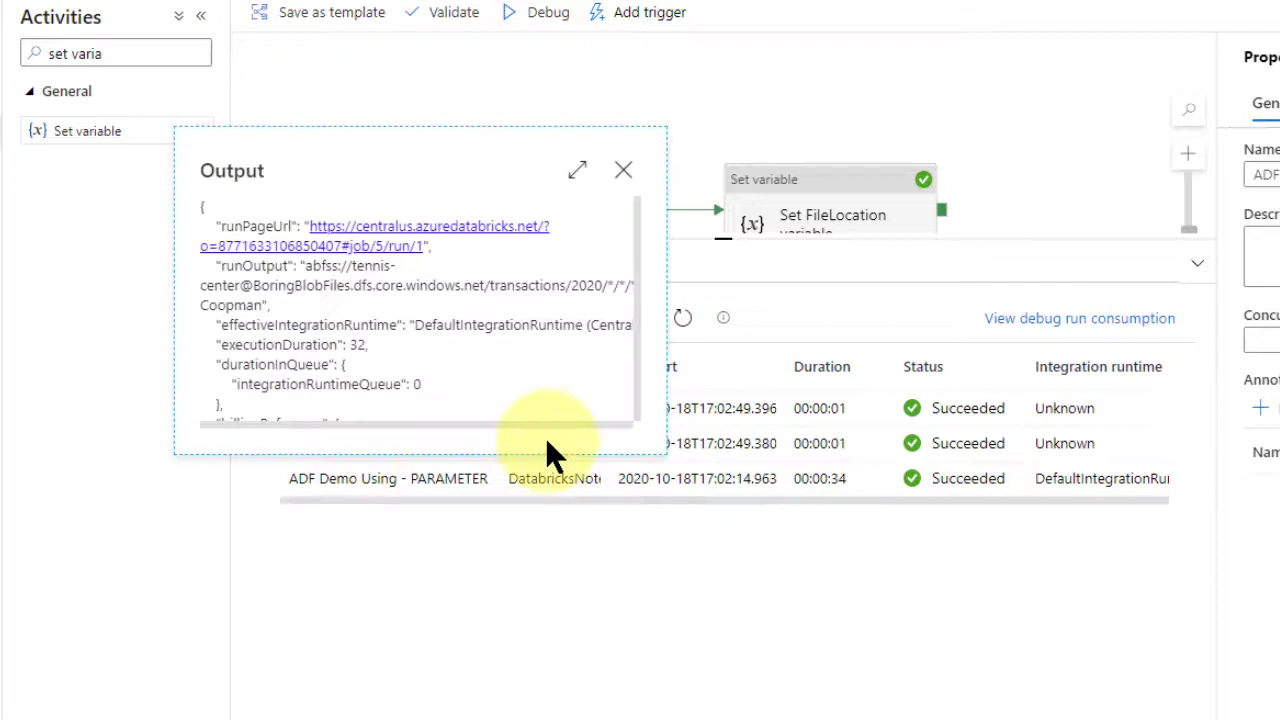 Activities
Save as template
Validate
Debug
Add trigger
set varia
General
{x} Set variable
Output
{
"runPageUrl": "https://centralus.azuredatabricks.net/?
o=8771633106850407#job/5/run/1",
"runOutput": "abfss://tennis-
center@BoringBlobFiles.dfs.core.windows.net/transactions/2020/*/*/
Coopman",
"effectiveIntegrationRuntime": "DefaultIntegrationRuntime (Centra
"executionDuration": 32,
"durationInQueue": {
"integrationRuntimeQueue": 0
},
Set variable
{x} Set FileLocation
variable
View debug run consumption
rt Duration Status Integration runtime
0-18T17:02:49.396 00:00:01 Succeeded Unknown
0-18T17:02:49.380 00:00:01 Succeeded Unknown
ADF Demo Using - PARAMETER DatabricksNote 2020-10-18T17:02:14.963 00:00:34 Succeeded DefaultIntegrationRu
Prope
Gen
Name
ADF
Descr
Concu
Annot
Nam